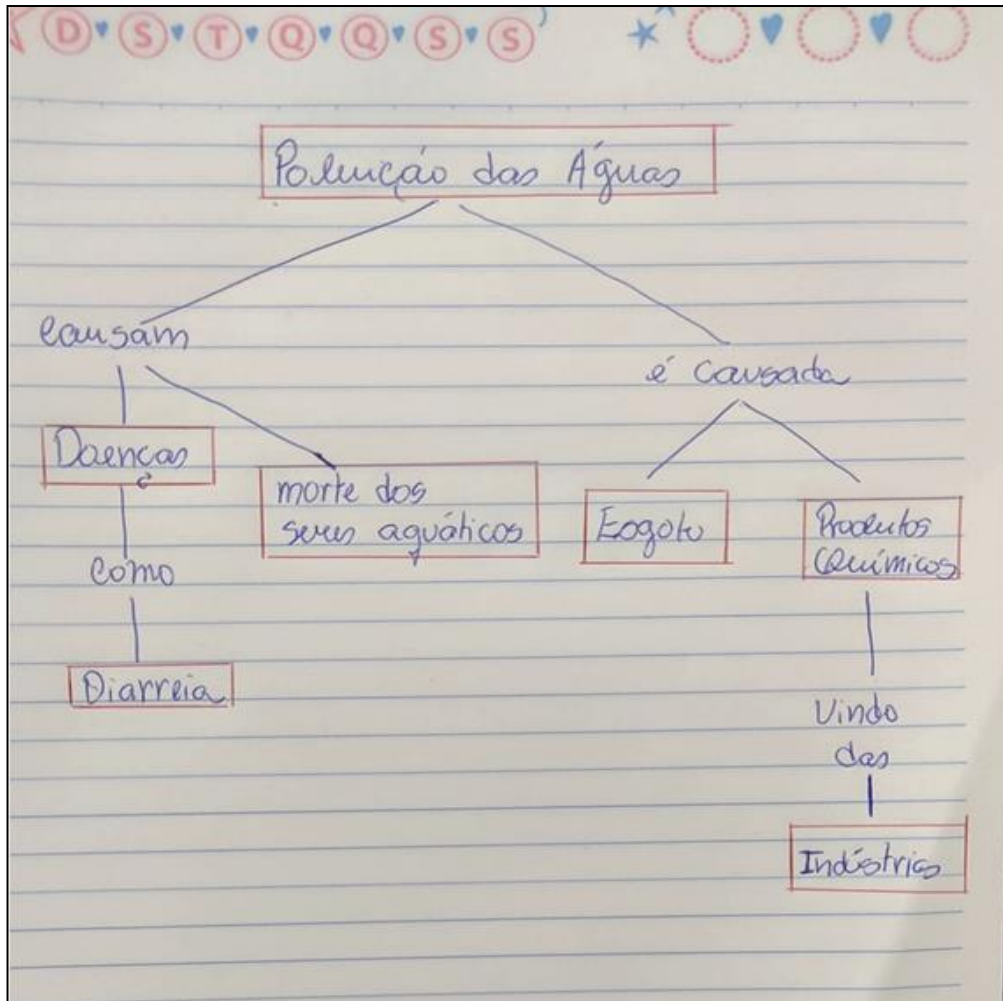 D S T Q Q S S
Poluição das Águas
Causam
é causada
Doenças
morte dos
seres aquáticos
Esgoto
Produtos
Químicos
Como
Diarreia
Vindo
das
Indústrias